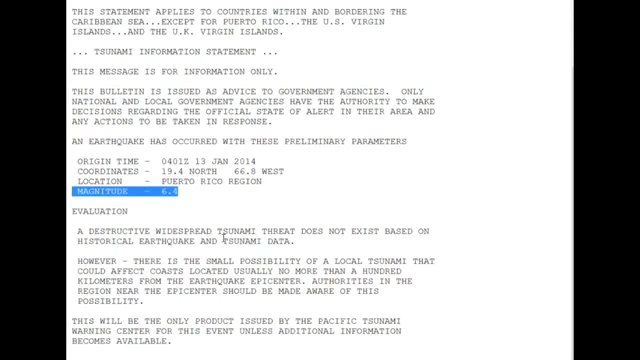 THIS STATEMENT APPLIES TO COUNTRIES WITHIN AND BORDERING THE
CARIBBEAN SEA...EXCEPT FOR PUERTO RICO...THE U.S. VIRGIN
ISLANDS...AND THE U.K. VIRGIN ISLANDS.
... TSUNAMI INFORMATION STATEMENT ...
THIS MESSAGE IS FOR INFORMATION ONLY.
THIS BULLETIN IS ISSUED AS ADVICE TO GOVERNMENT AGENCIES. ONLY
NATIONAL AND LOCAL GOVERNMENT AGENCIES HAVE THE AUTHORITY TO MAKE
DECISIONS REGARDING THE OFFICIAL STATE OF ALERT IN THEIR AREA AND
ANY ACTIONS TO BE TAKEN IN RESPONSE.
AN EARTHQUAKE HAS OCCURRED WITH THESE PRELIMINARY PARAMETERS
ORIGIN TIME - 0401Z 13 JAN 2014
COORDINATES - 19.4 NORTH 66.8 WEST
LOCATION - PUERTO RICO REGION
MAGNITUDE - 6.4
EVALUATION
A DESTRUCTIVE WIDESPREAD TSUNAMI THREAT DOES NOT EXIST BASED ON
HISTORICAL EARTHQUAKE AND TSUNAMI DATA.
HOWEVER - THERE IS THE SMALL POSSIBILITY OF A LOCAL TSUNAMI THAT
COULD AFFECT COASTS LOCATED USUALLY NO MORE THAN A HUNDRED
KILOMETERS FROM THE EARTHQUAKE EPICENTER. AUTHORITIES IN THE
REGION NEAR THE EPICENTER SHOULD BE MADE AWARE OF THIS
POSSIBILITY.
THIS WILL BE THE ONLY PRODUCT ISSUED BY THE PACIFIC TSUNAMI
WARNING CENTER FOR THIS EVENT UNLESS ADDITIONAL INFORMATION
BECOMES AVAILABLE.